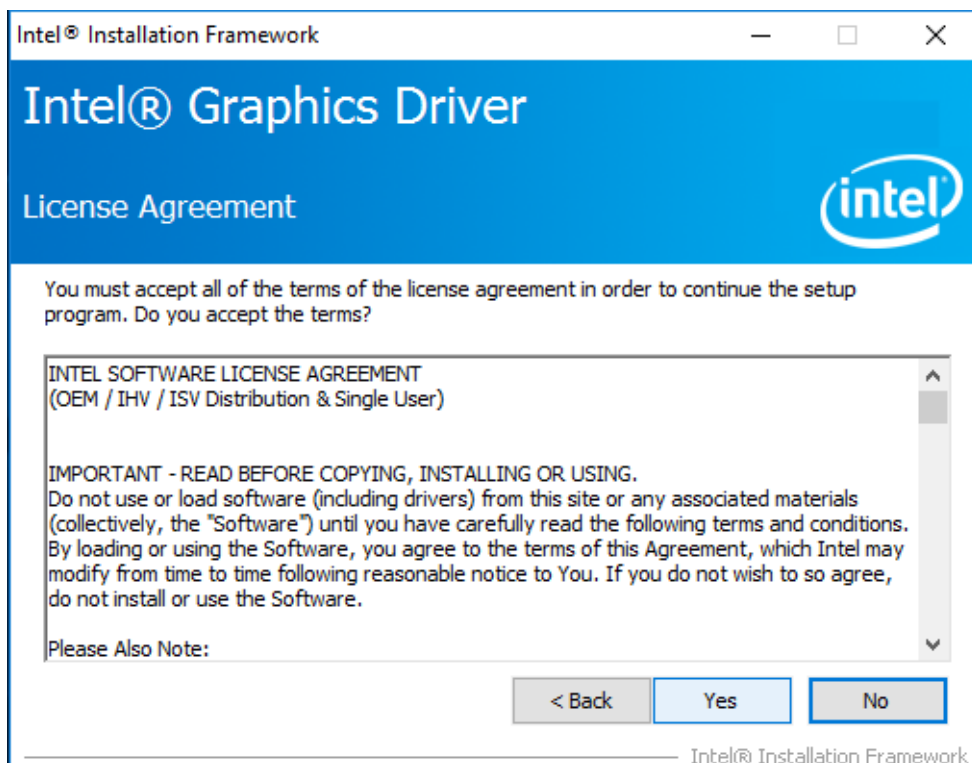 Intel® Installation Framework
Intel® Graphics Driver
License Agreement
intel
You must accept all of the terms of the license agreement in order to continue the setup
program. Do you accept the terms?
INTEL SOFTWARE LICENSE AGREEMENT
(OEM / IHV / ISV Distribution & Single User)
IMPORTANT - READ BEFORE COPYING, INSTALLING OR USING.
Do not use or load software (including drivers) from this site or any associated materials
(collectively, the "Software") until you have carefully read the following terms and conditions.
By loading or using the Software, you agree to the terms of this Agreement, which Intel may
modify from time to time following reasonable notice to You. If you do not wish to so agree,
do not install or use the Software.
Please Also Note:
< Back Yes No
Intel® Installation Framework